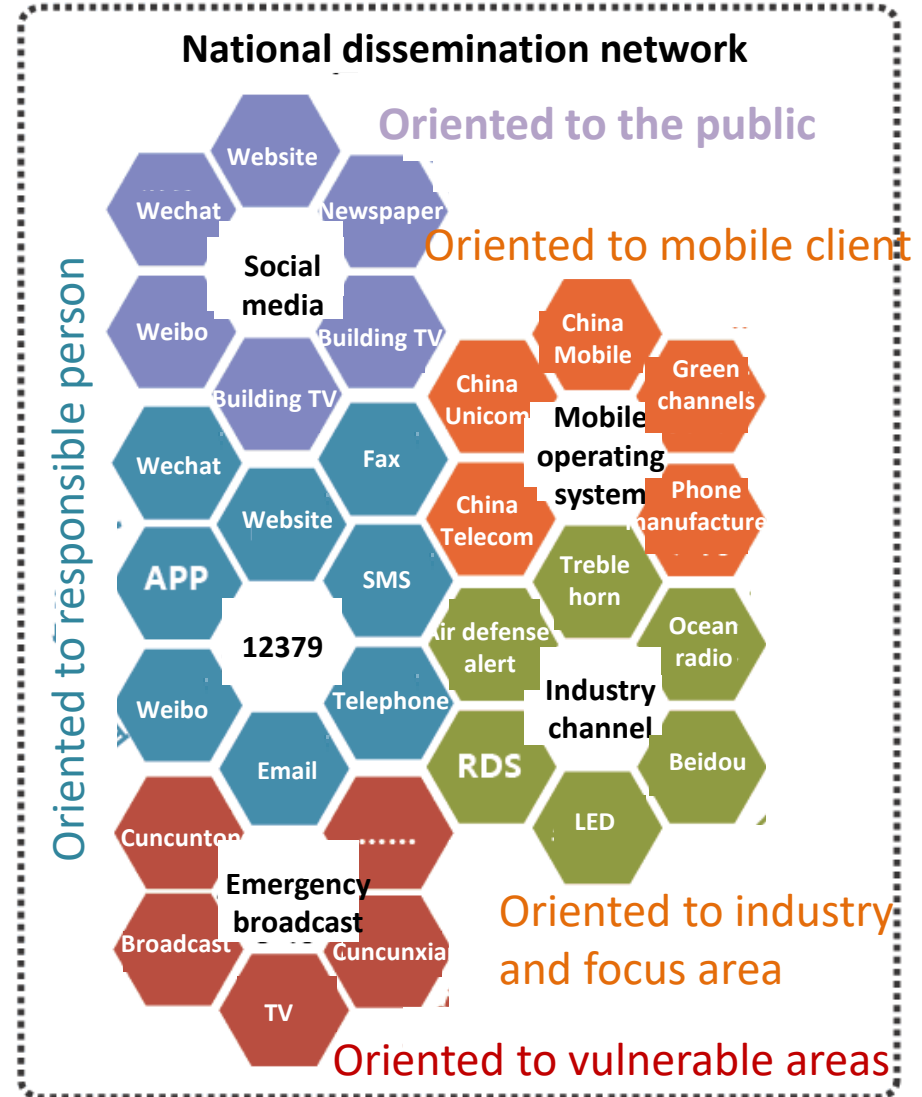 National dissemination network
Oriented to the public
Website
Wechat
Newspaper
Social
media
Weibo
Building TV
Building TV
Oriented to mobile client
China
Mobile
China
Unicom
Green
channels
Mobile
operating
system
China
Telecom
Phone
manufacture
Oriented to responsible person
Wechat
Fax
Website
APP
SMS
12379
Weibo
Telephone
Email
Treble
horn
Air defense
alert
Ocean
radio
Industry
channel
RDS
Beidou
LED
Oriented to industry
and focus area
Cuncunton
......
Emergency
broadcast
Broadcast
Cuncunxia
TV
Oriented to vulnerable areas